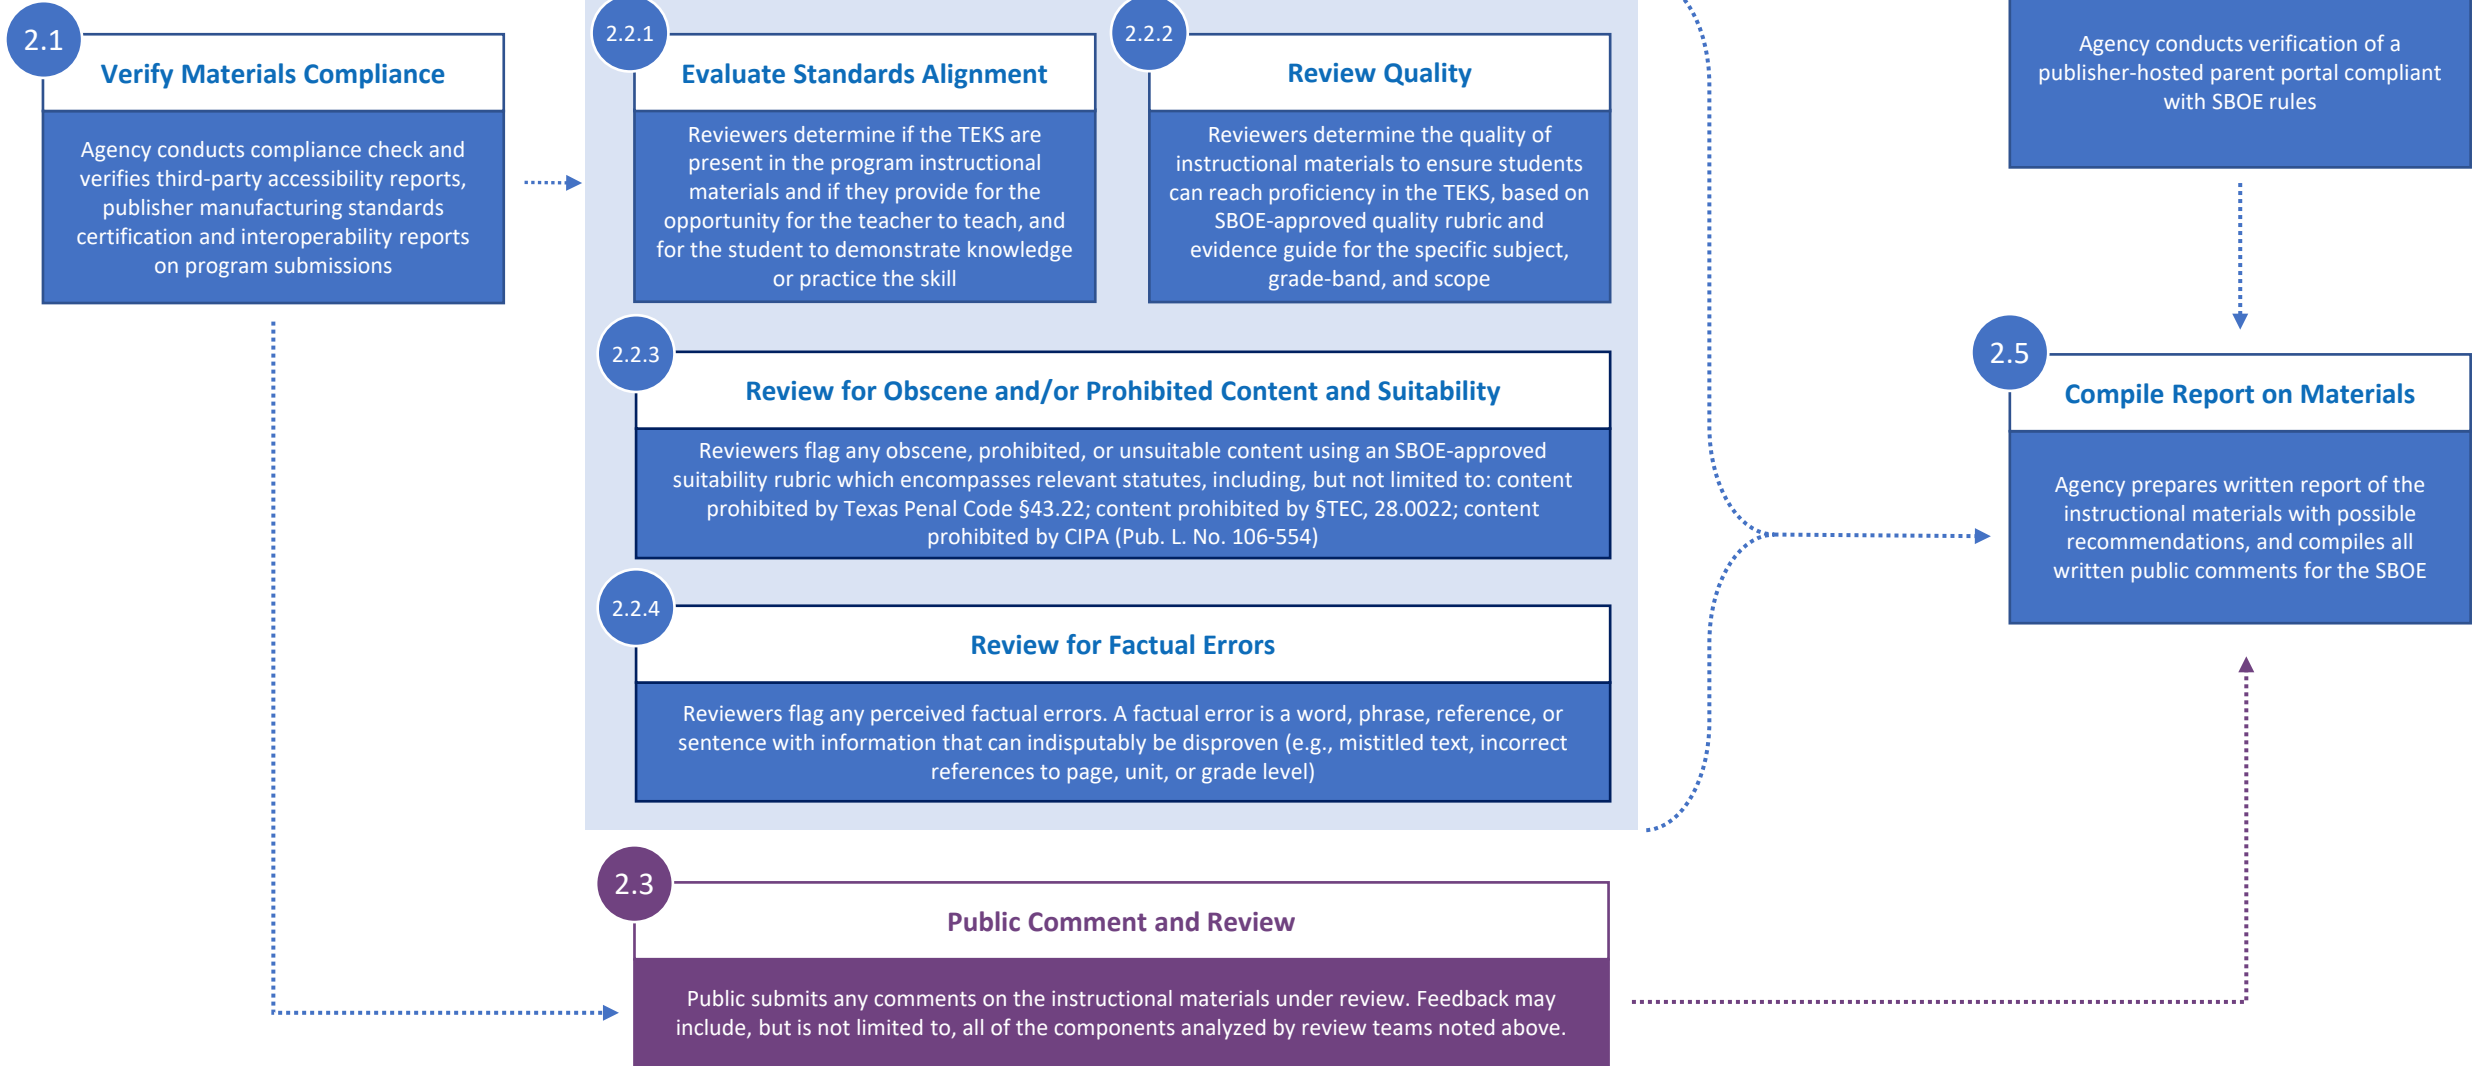 2.1
Verify Materials Compliance
Agency conducts compliance check and
verifies third-party accessibility reports,
publisher manufacturing standards
certification and interoperability reports
on program submissions
2.2.1
Evaluate Standards Alignment
Reviewers determine if the TEKS are
present in the program instructional
materials and if they provide for the
opportunity for the teacher to teach, and
for the student to demonstrate knowledge
or practice the skill
2.2.2
Review Quality
Reviewers determine the quality of
instructional materials to ensure students
can reach proficiency in the TEKS, based on
SBOE-approved quality rubric and
evidence guide for the specific subject,
grade-band, and scope
2.2.3
Review for Obscene and/or Prohibited Content and Suitability
Reviewers flag any obscene, prohibited, or unsuitable content using an SBOE-approved
suitability rubric which encompasses relevant statutes, including, but not limited to: content
prohibited by Texas Penal Code §43.22; content prohibited by §TEC, 28.0022; content
prohibited by CIPA (Pub. L. No. 106-554)
2.2.4
Review for Factual Errors
Reviewers flag any perceived factual errors. A factual error is a word, phrase, reference, or
sentence with information that can indisputably be disproven (e.g., mistitled text, incorrect
references to page, unit, or grade level)
2.3
Public Comment and Review
Public submits any comments on the instructional materials under review. Feedback may
include, but is not limited to, all of the components analyzed by review teams noted above.
Agency conducts verification of a
publisher-hosted parent portal compliant
with SBOE rules
2.5
Compile Report on Materials
Agency prepares written report of the
instructional materials with possible
recommendations, and compiles all
written public comments for the SBOE